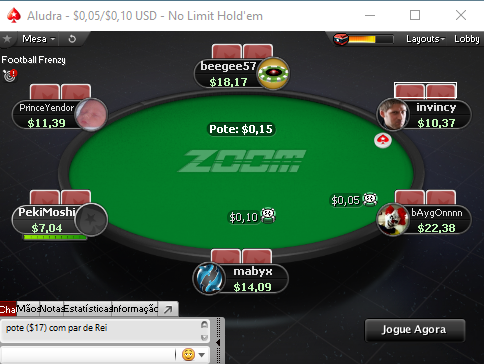 Aludra - $0,05/$0,10 USD - No Limit Hold'em
Mesa
Layouts
Lobby
Football Frenzy
beegee57
$18,17
PrinceYendor
$11,39
invincy
$10,37
Pote: $0,15
ZOOM
PekiMoshi
$7,04
$0,10
$0,05
bAygOnnnn
$22,38
mabyx
$14,09
Cha
Mãos
Notas
Estatísticas
Informação
pote ($17) com par de Rei
Jogue Agora